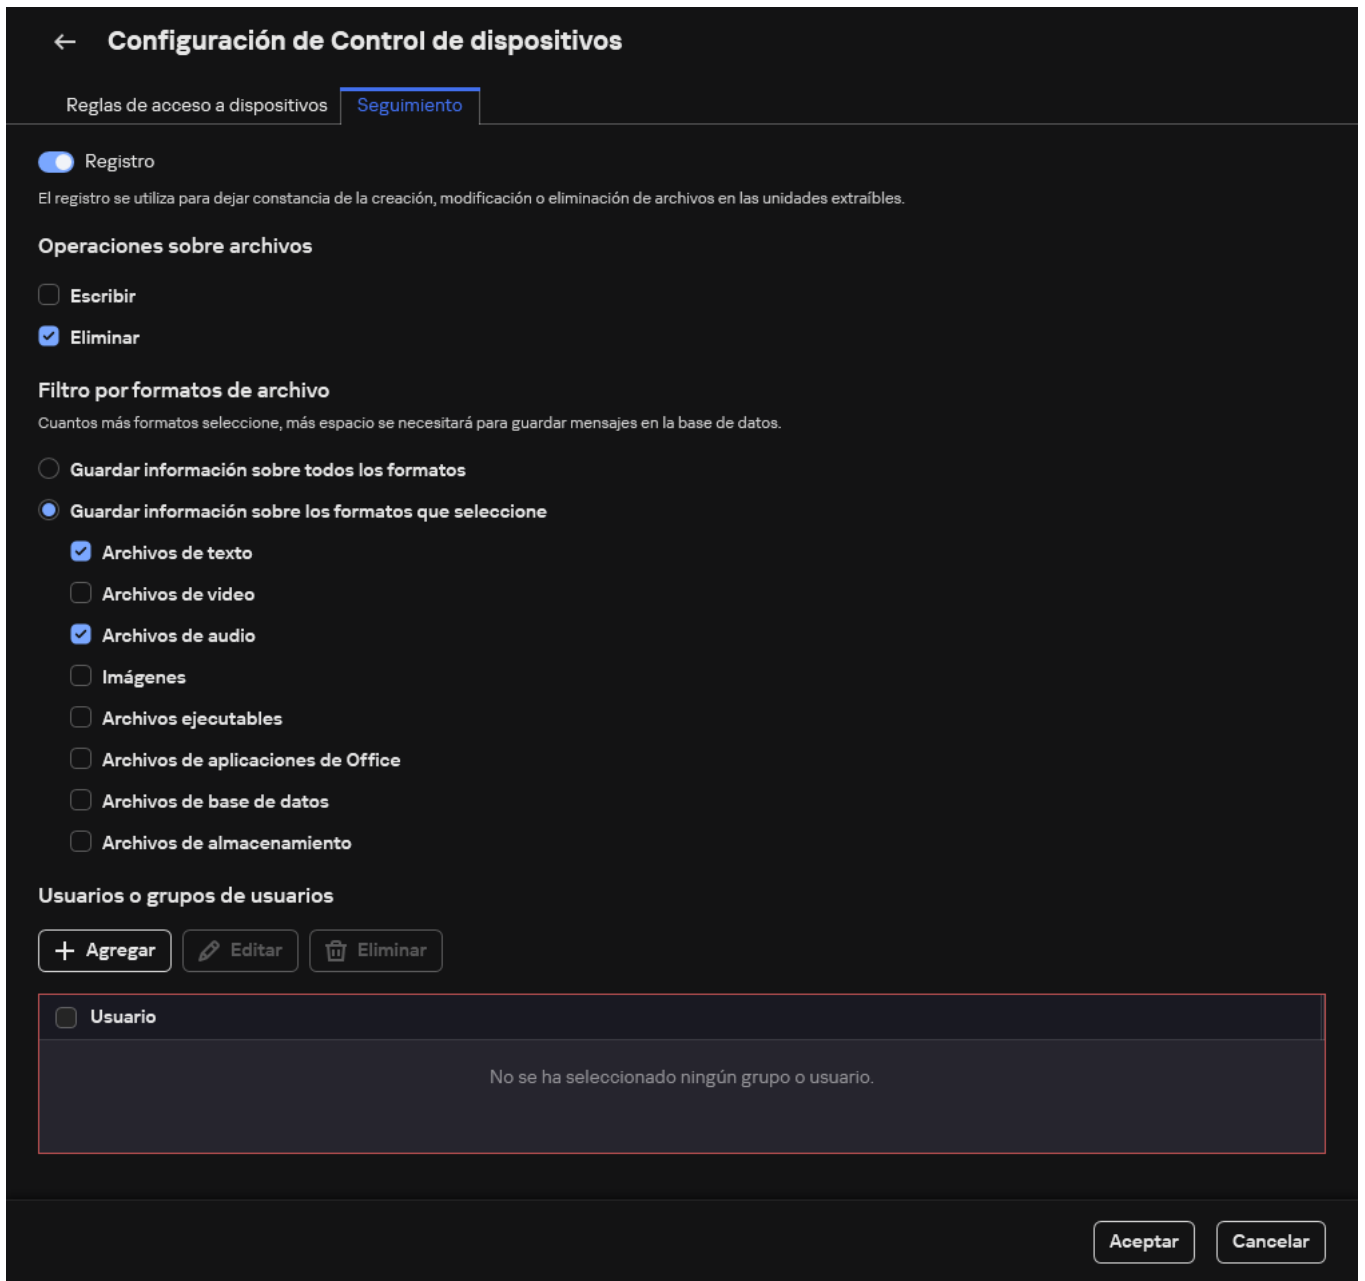 Configuración de Control de dispositivos
Reglas de acceso a dispositivos
Seguimiento
Registro
El registro se utiliza para dejar constancia de la creación, modificación o eliminación de archivos en las unidades extraíbles.
Operaciones sobre archivos
Escribir
Eliminar
Filtro por formatos de archivo
Cuantos más formatos seleccione, más espacio se necesitará para guardar mensajes en la base de datos.
Guardar información sobre todos los formatos
Guardar información sobre los formatos que seleccione
Archivos de texto
Archivos de video
Archivos de audio
Imágenes
Archivos ejecutables
Archivos de aplicaciones de Office
Archivos de base de datos
Archivos de almacenamiento
Usuarios o grupos de usuarios
Agregar
Editar
Eliminar
Usuario
No se ha seleccionado ningún grupo o usuario.
Aceptar
Cancelar